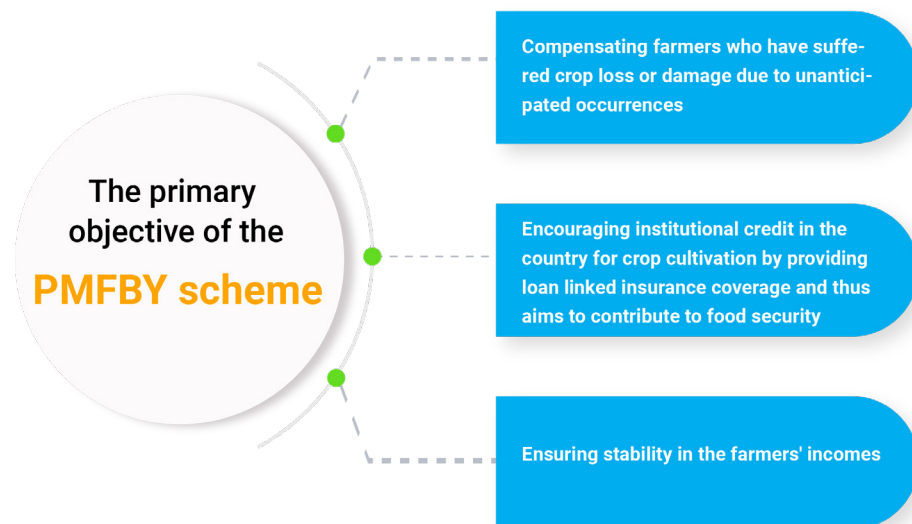 The primary
objective of the
PMFBY scheme
Compensating farmers who have suffe-
red crop loss or damage due to unantici-
pated occurrences
Encouraging institutional credit in the
country for crop cultivation by providing
loan linked insurance coverage and thus
aims to contribute to food security
Ensuring stability in the farmers' incomes